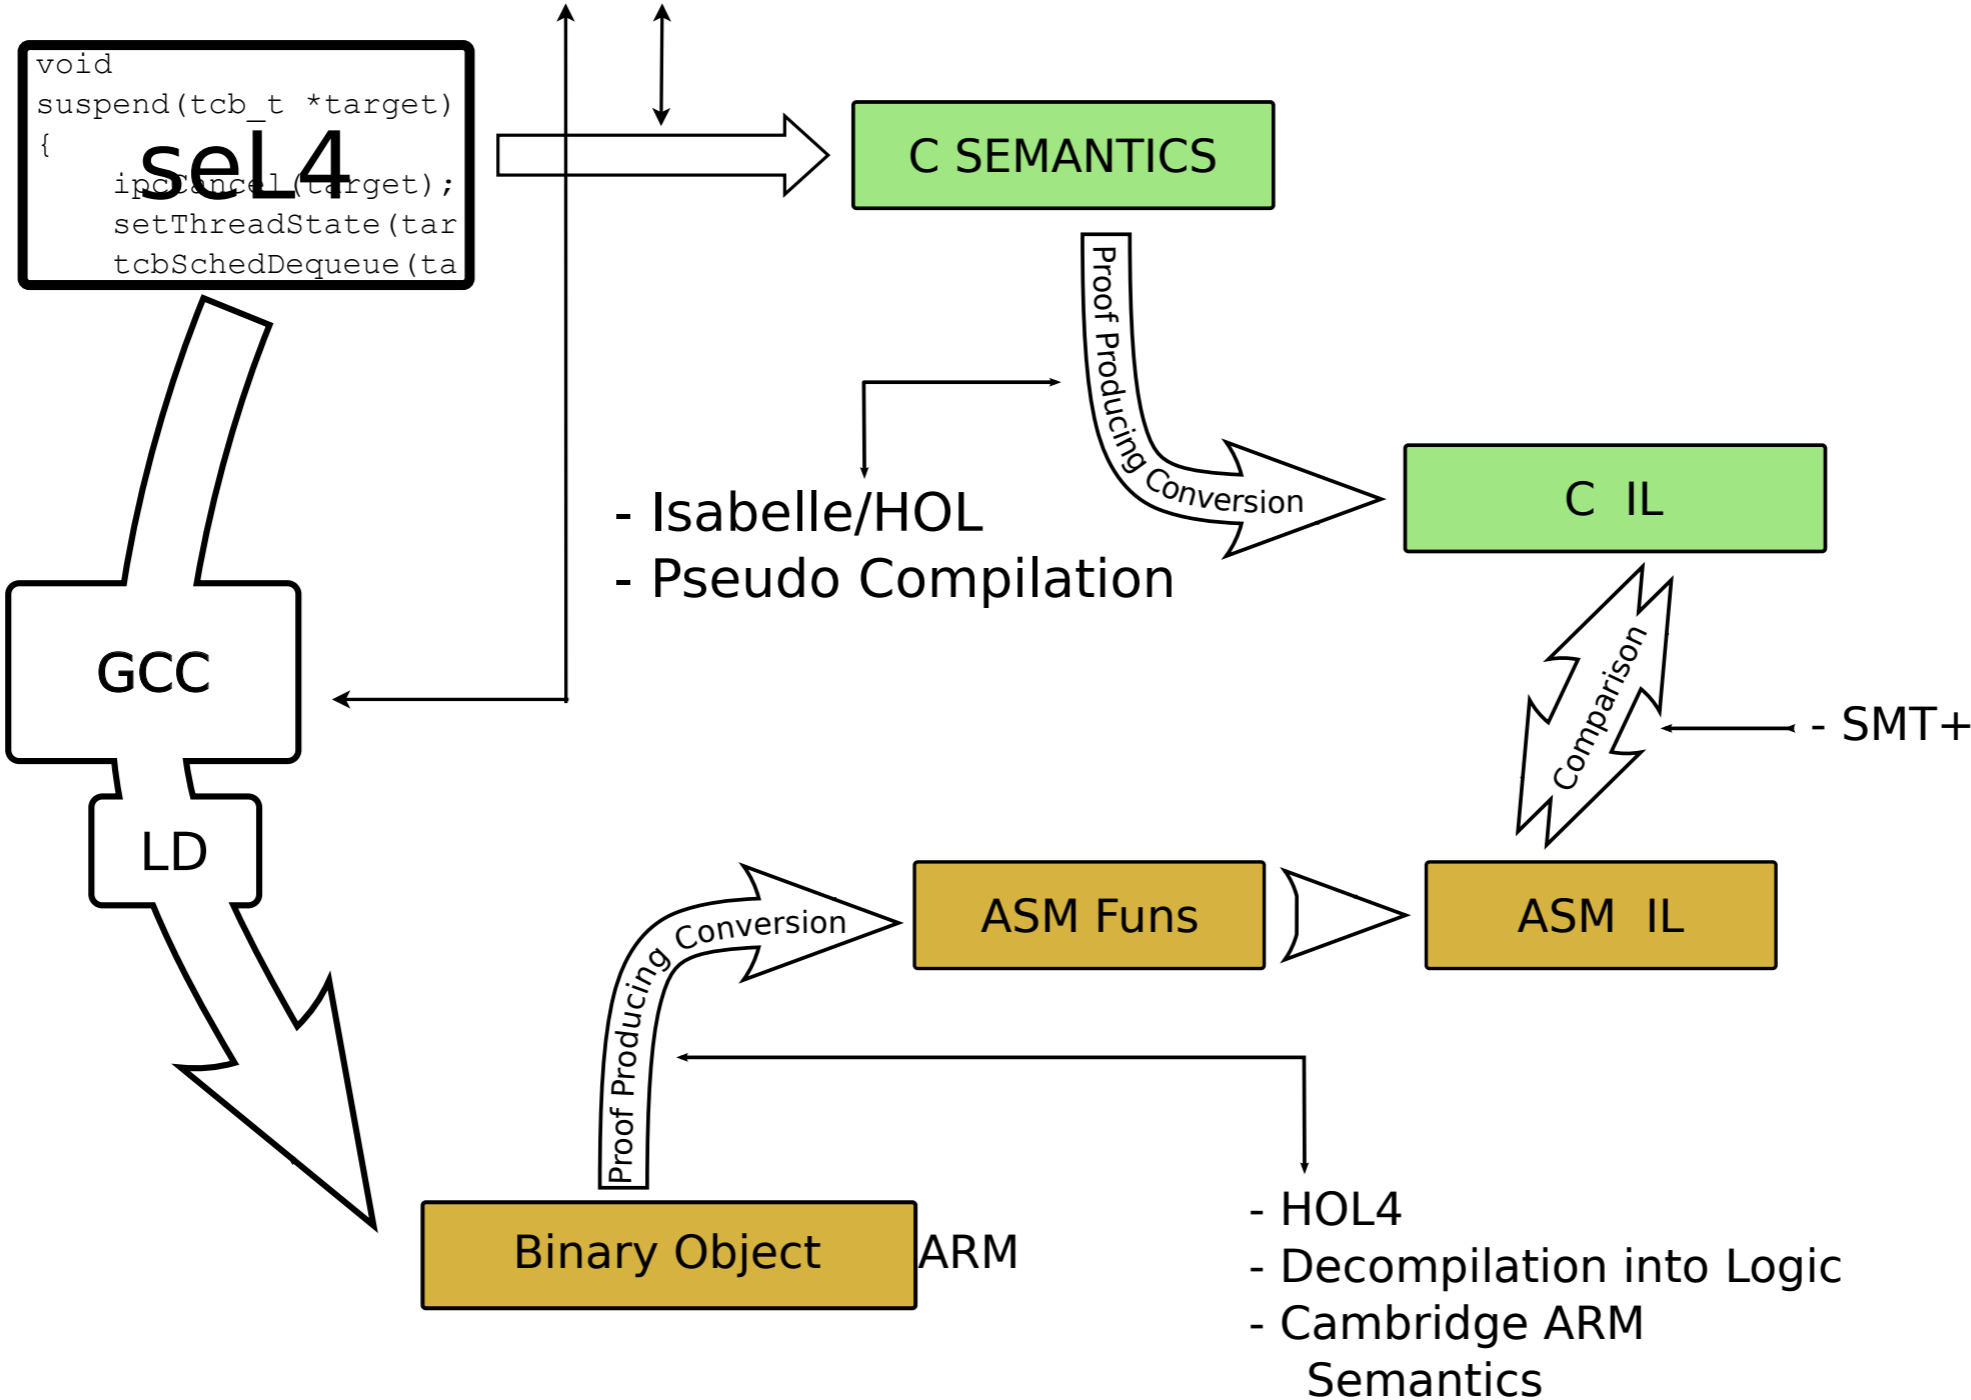 void
suspend(tcb_t *target)
{
seL4
ipcCancel(target);
setThreadState(tar
tcbSchedDequeue(ta
C SEMANTICS
Proof Producing Conversion
- Isabelle/HOL
- Pseudo Compilation
C IL
GCC
Comparison
- SMT+
LD
Proof Producing Conversion
ASM Funs
ASM IL
Binary Object
ARM
- HOL4
- Decompilation into Logic
- Cambridge ARM
Semantics